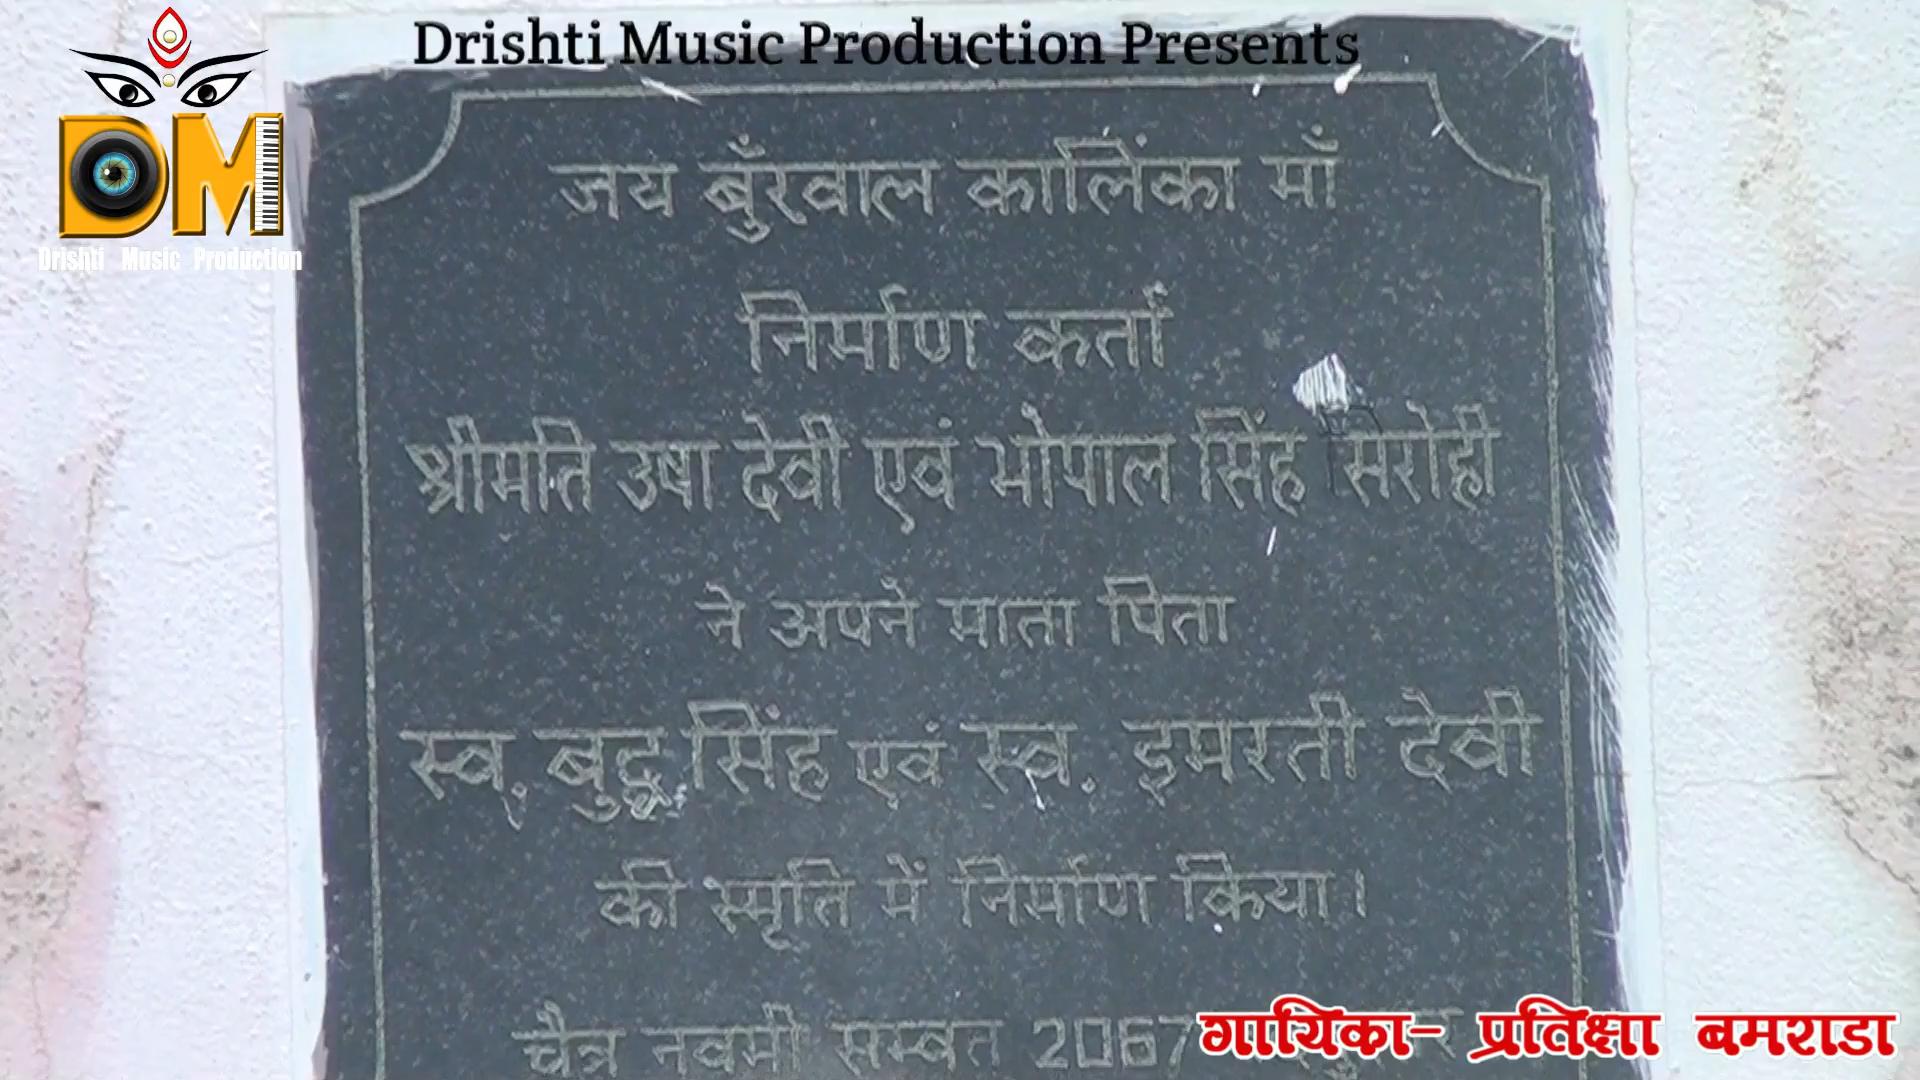 Drishti Music Production Presents
DM
Drishti Music Production
जय बुँरवाल कालिंका माँ
निर्माण कर्ता
श्रीमति उषा देवी एवं भोपाल सिंह सिरोही
ने अपने माता पिता
स्व. बुद्धु सिंह एवं स्व. इमरती देवी
की स्मृति में निर्माण किया।
चैत्र नवमी सम्वत 2067
गायिका- प्रतिक्षा बमराडा